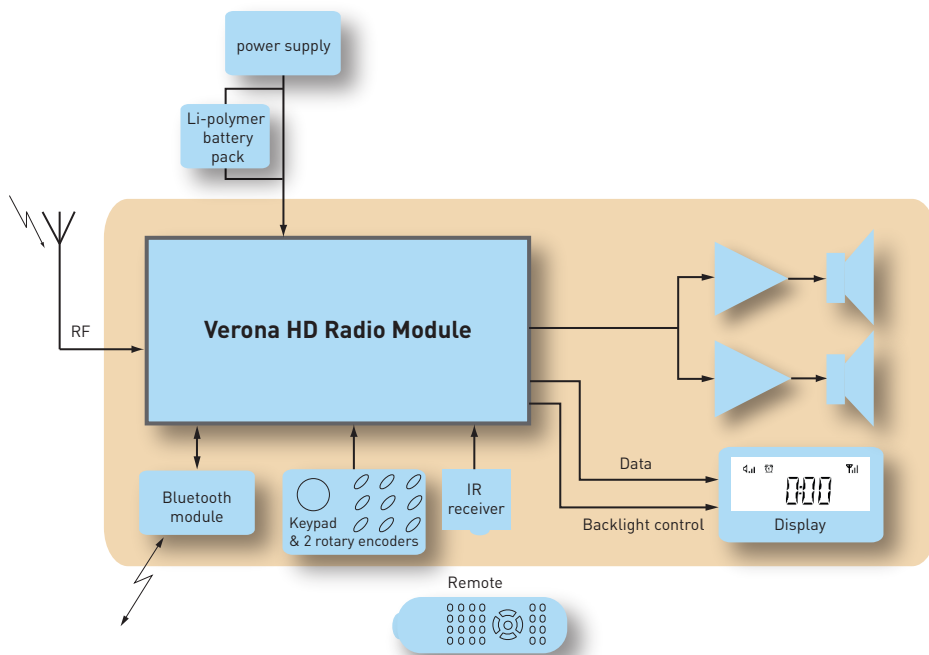 power supply
Li-polymer
battery
pack
RF
Verona HD Radio Module
Bluetooth
module
Keypad
& 2 rotary encoders
IR
receiver
Data
Backlight control
0:00
Display
Remote